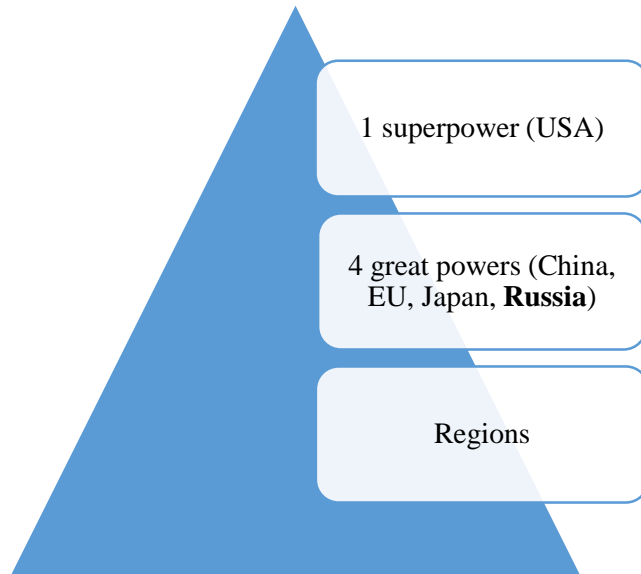 1 superpower (USA)
4 great powers (China,
EU, Japan, Russia)
Regions